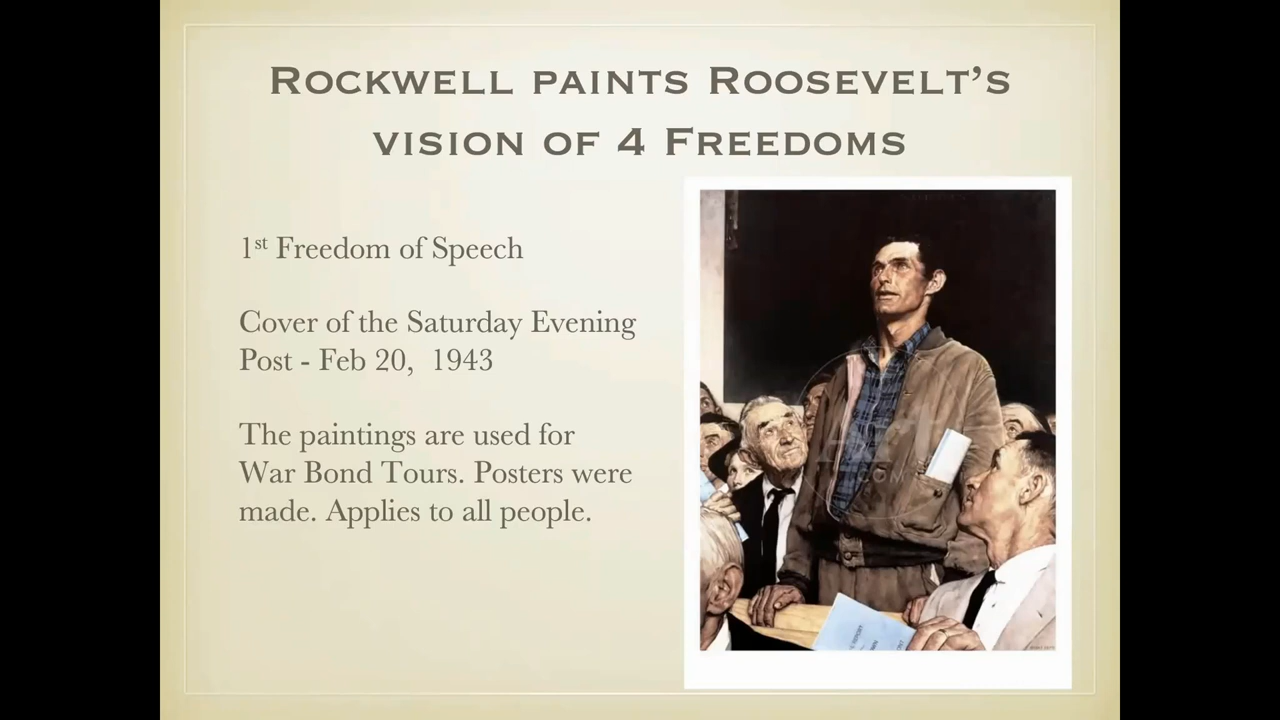 Rockwell paints Roosevelt’s
vision of 4 Freedoms
1st Freedom of Speech
Cover of the Saturday Evening
Post - Feb 20,  1943
The paintings are used for
War Bond Tours. Posters were
made. Applies to all people.
.COM